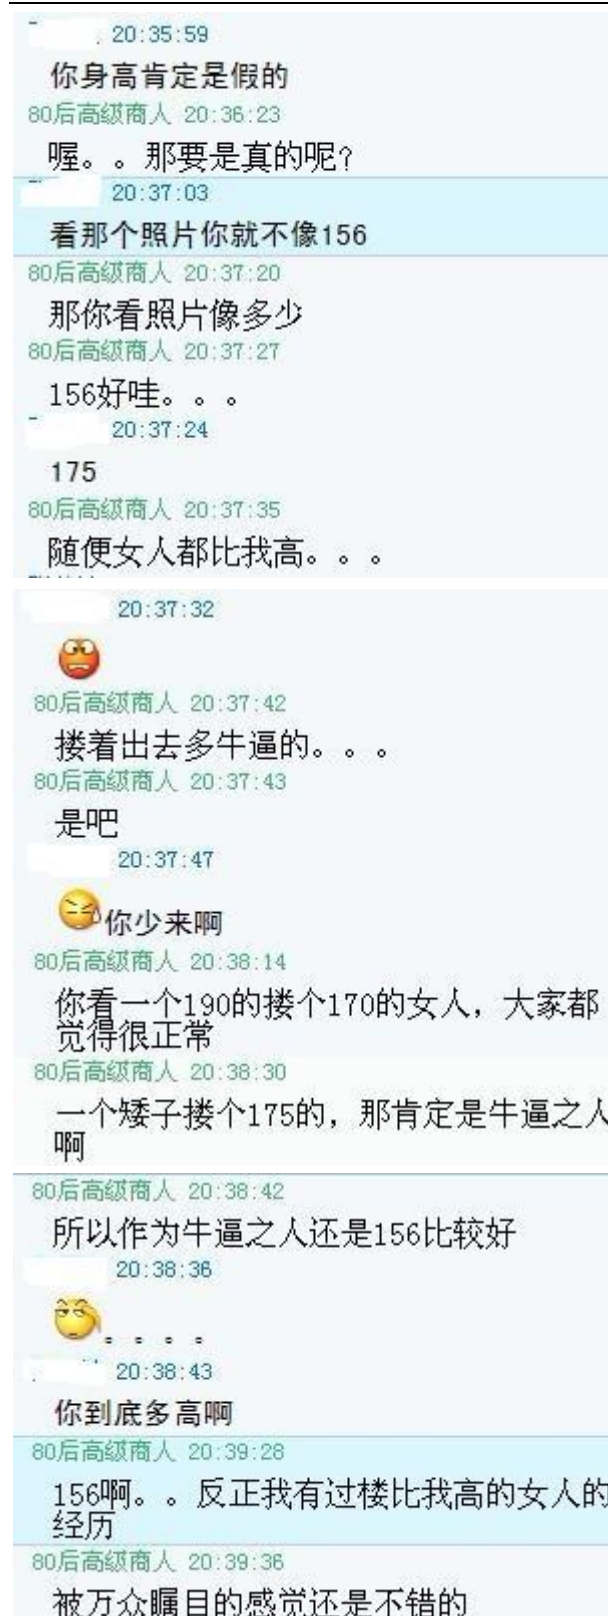 20:35:59
你身高肯定是假的
80后高级商人 20:36:23
喔。。那要是真的呢?
20:37:03
看那个照片你就不像156
80后高级商人 20:37:20
那你看照片像多少
80后高级商人 20:37:27
156好哇。。。
20:37:24
175
80后高级商人 20:37:35
随便女人都比我高。。。
20:37:32
80后高级商人 20:37:42
搂着出去多牛逼的。。。
80后高级商人 20:37:43
是吧
20:37:47
你少来啊
80后高级商人 20:38:14
你看一个190的搂个170的女人，大家都
觉得很正常
80后高级商人 20:38:30
一个矮子搂个175的，那肯定是牛逼之人
啊
80后高级商人 20:38:42
所以作为牛逼之人还是156比较好
20:38:36
。。。。
20:38:43
你到底多高啊
80后高级商人 20:39:28
156啊。。反正我有过楼比我高的女人的
经历
80后高级商人 20:39:36
被万众瞩目的感觉还是不错的